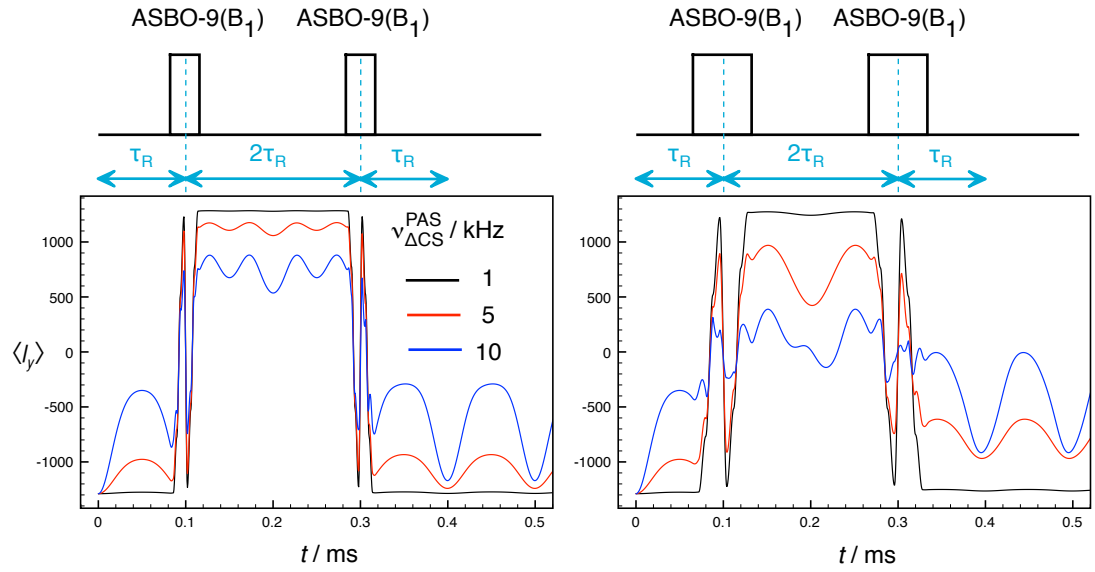 ASBO-9(B₁) ASBO-9(B₁)
τR 2τR τR
ν PAS ΔCS / kHz
1
5
10
⟨Iy⟩
1000
500
0
-500
-1000
0 0.1 0.2 0.3 0.4 0.5
t / ms
ASBO-9(B₁) ASBO-9(B₁)
τR 2τR τR
1000
500
0
-500
-1000
0 0.1 0.2 0.3 0.4 0.5
t / ms